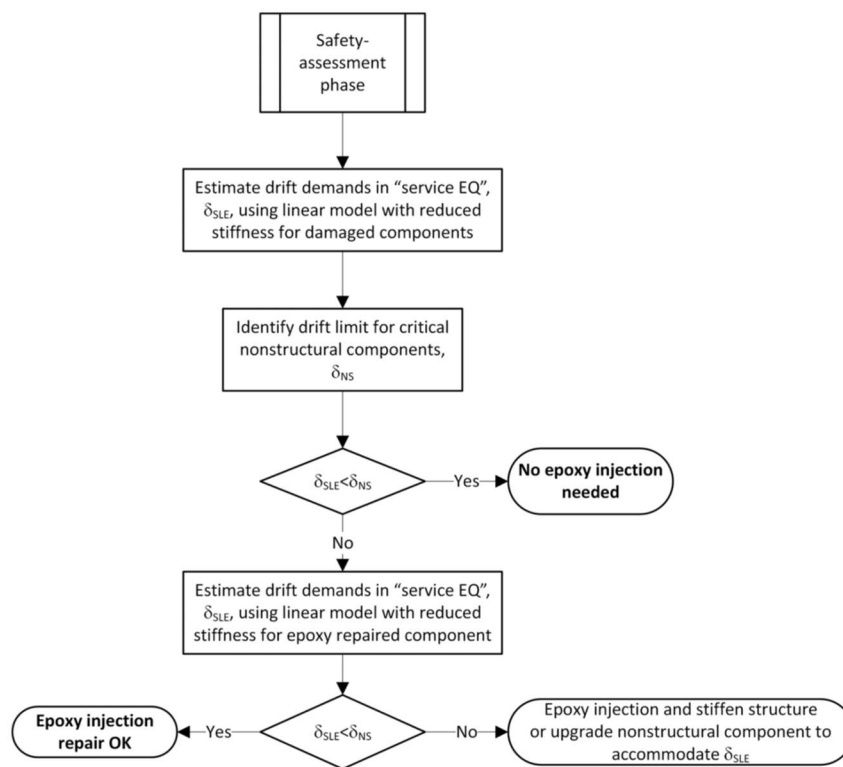 Safety-
assessment
phase
Estimate drift demands in “service EQ”,
δSLE, using linear model with reduced
stiffness for damaged components
Identify drift limit for critical
nonstructural components,
δNS
δSLE<δNS
Yes
No epoxy injection
needed
No
Estimate drift demands in “service EQ”,
δSLE, using linear model with reduced
stiffness for epoxy repaired component
Epoxy injection
repair OK
Yes
δSLE<δNS
No
Epoxy injection and stiffen structure
or upgrade nonstructural component to
accommodate δSLE